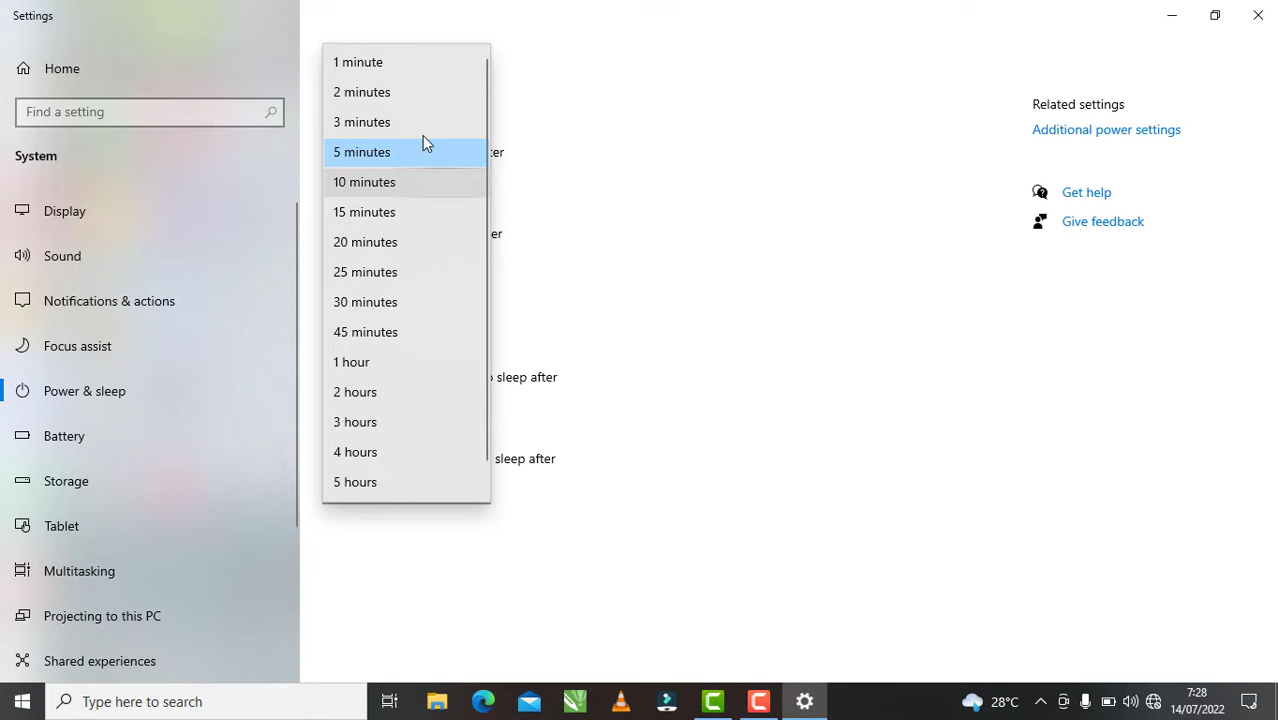 Settings
Home
Find a setting
System
Display
Sound
Notifications & actions
Focus assist
Power & sleep
Battery
Storage
Tablet
Multitasking
Projecting to this PC
Shared experiences
1 minute
2 minutes
3 minutes
5 minutes
10 minutes
15 minutes
20 minutes
25 minutes
30 minutes
45 minutes
1 hour
2 hours
3 hours
4 hours
5 hours
sleep after
sleep after
Related settings
Additional power settings
Get help
Give feedback
Type here to search
28°C
7:28
14/07/2022